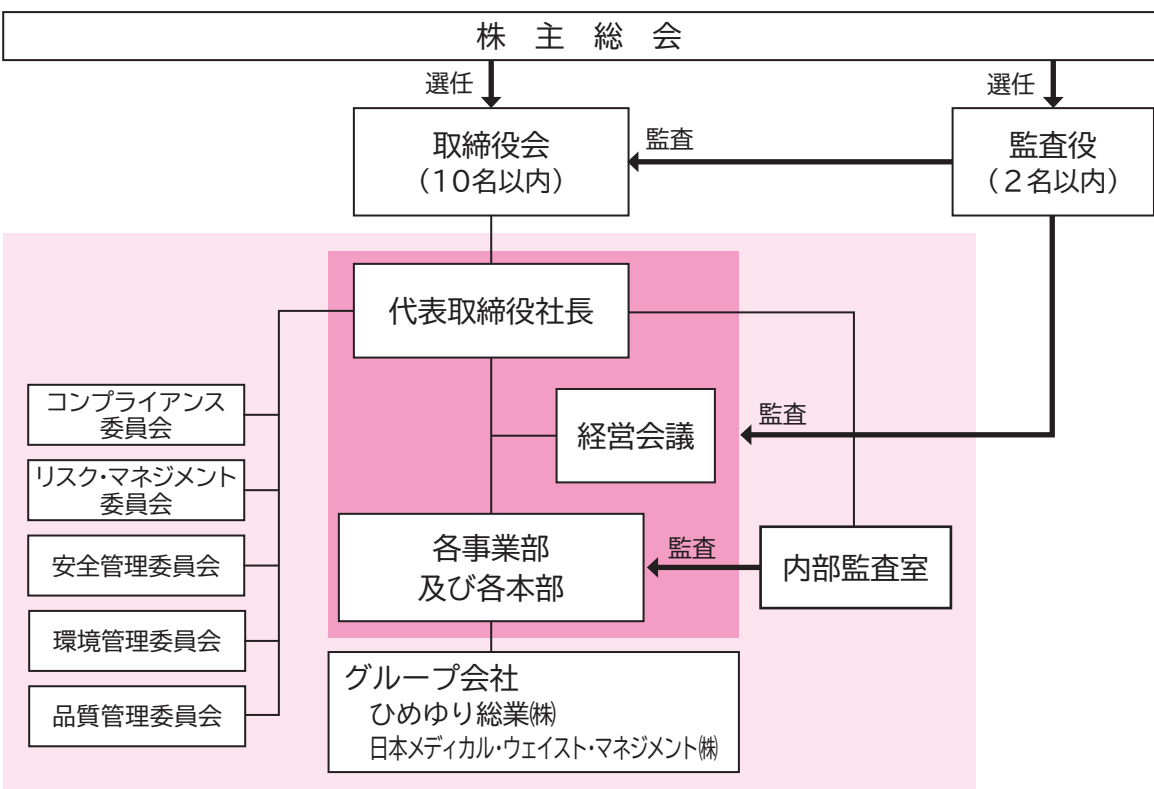 株主総会
選任
選任
取締役会
（10名以内）
監査
監査役
（２名以内）
代表取締役社長
コンプライアンス
委員会
経営会議
監査
リスク・マネジメント
委員会
各事業部
及び各本部
監査
内部監査室
安全管理委員会
環境管理委員会
品質管理委員会
グループ会社
ひめゆり総業㈱
日本メディカル・ウェイスト・マネジメント㈱